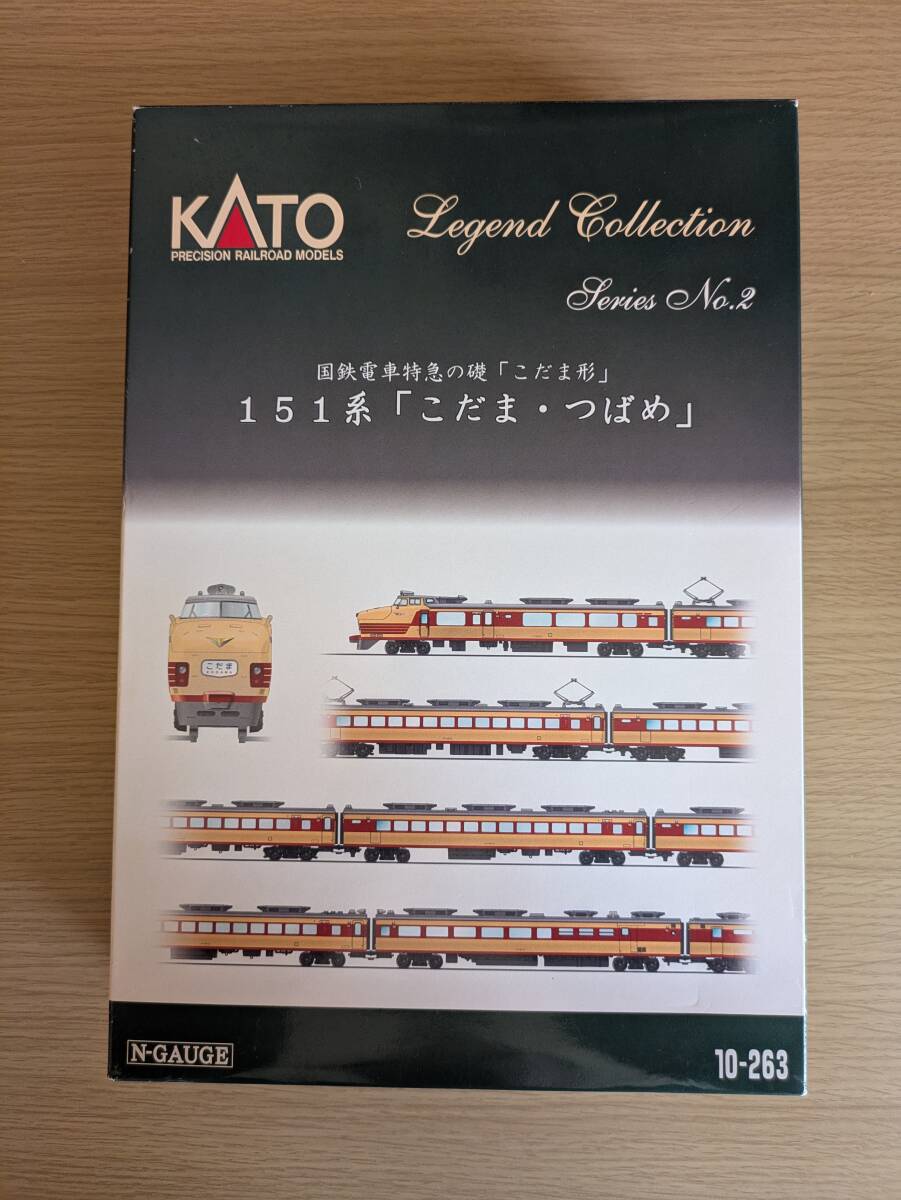 KATO
PRECISION RAILROAD MODELS
Legend Collection
Series No.2
国鉄電車特急の礎「こだま形」
151系「こだま・つばめ」
こだま
KODAMA
N-GAUGE
10-263